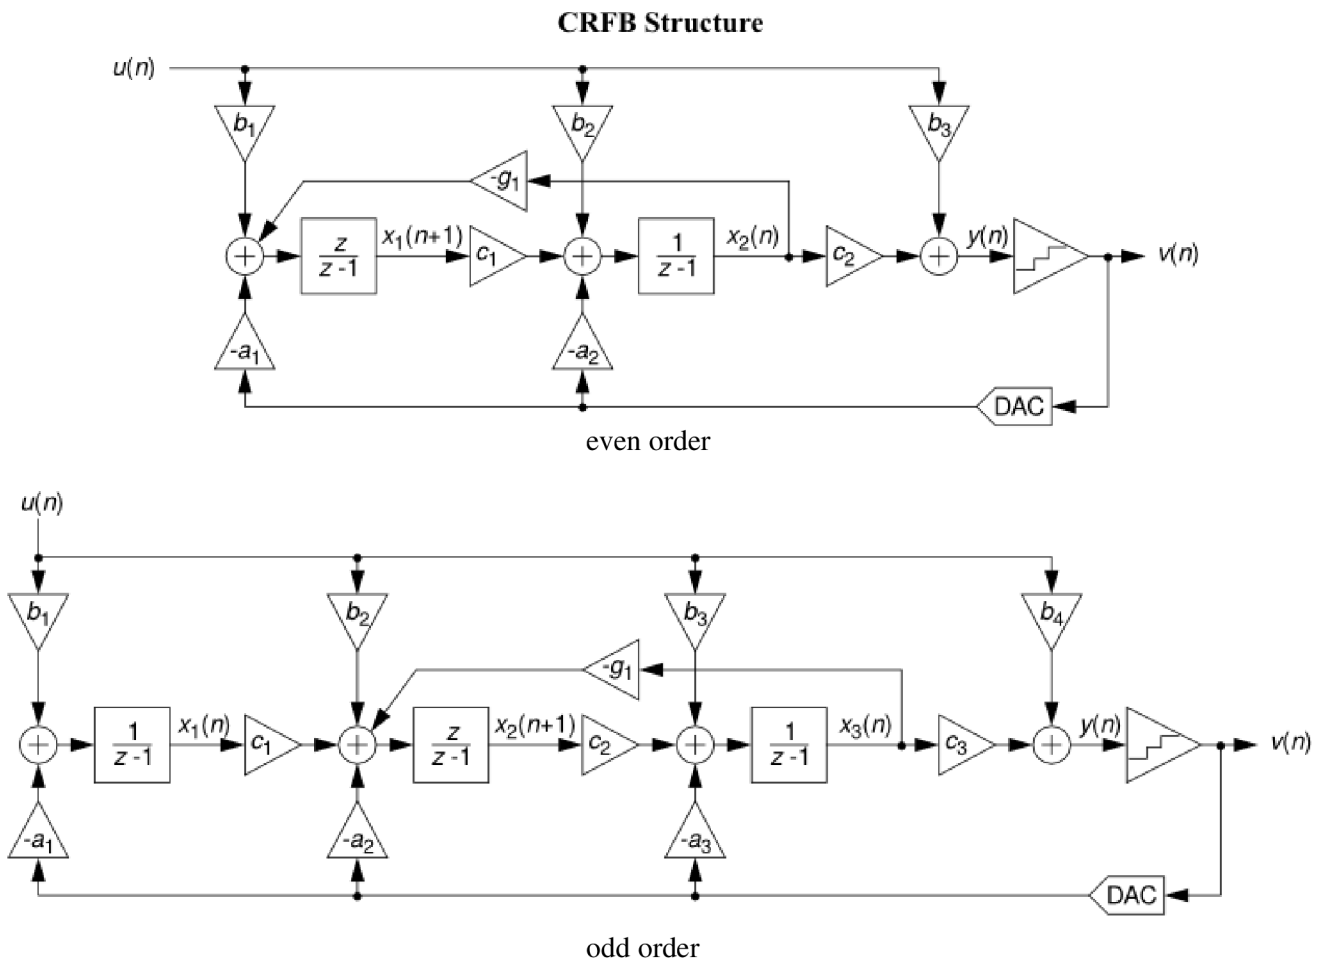 CRFB Structure
u(n)
b₁ b₂ b₃
-g₁
z/(z -1) x₁(n+1) c₁ 1/(z -1) x₂(n) c₂ y(n) v(n)
-a₁ -a₂
DAC
even order
u(n)
b₁ b₂ b₃ b₄
-g₁
1/(z -1) x₁(n) c₁ z/(z -1) x₂(n+1) c₂ 1/(z -1) x₃(n) c₃ y(n) v(n)
-a₁ -a₂ -a₃
DAC
odd order